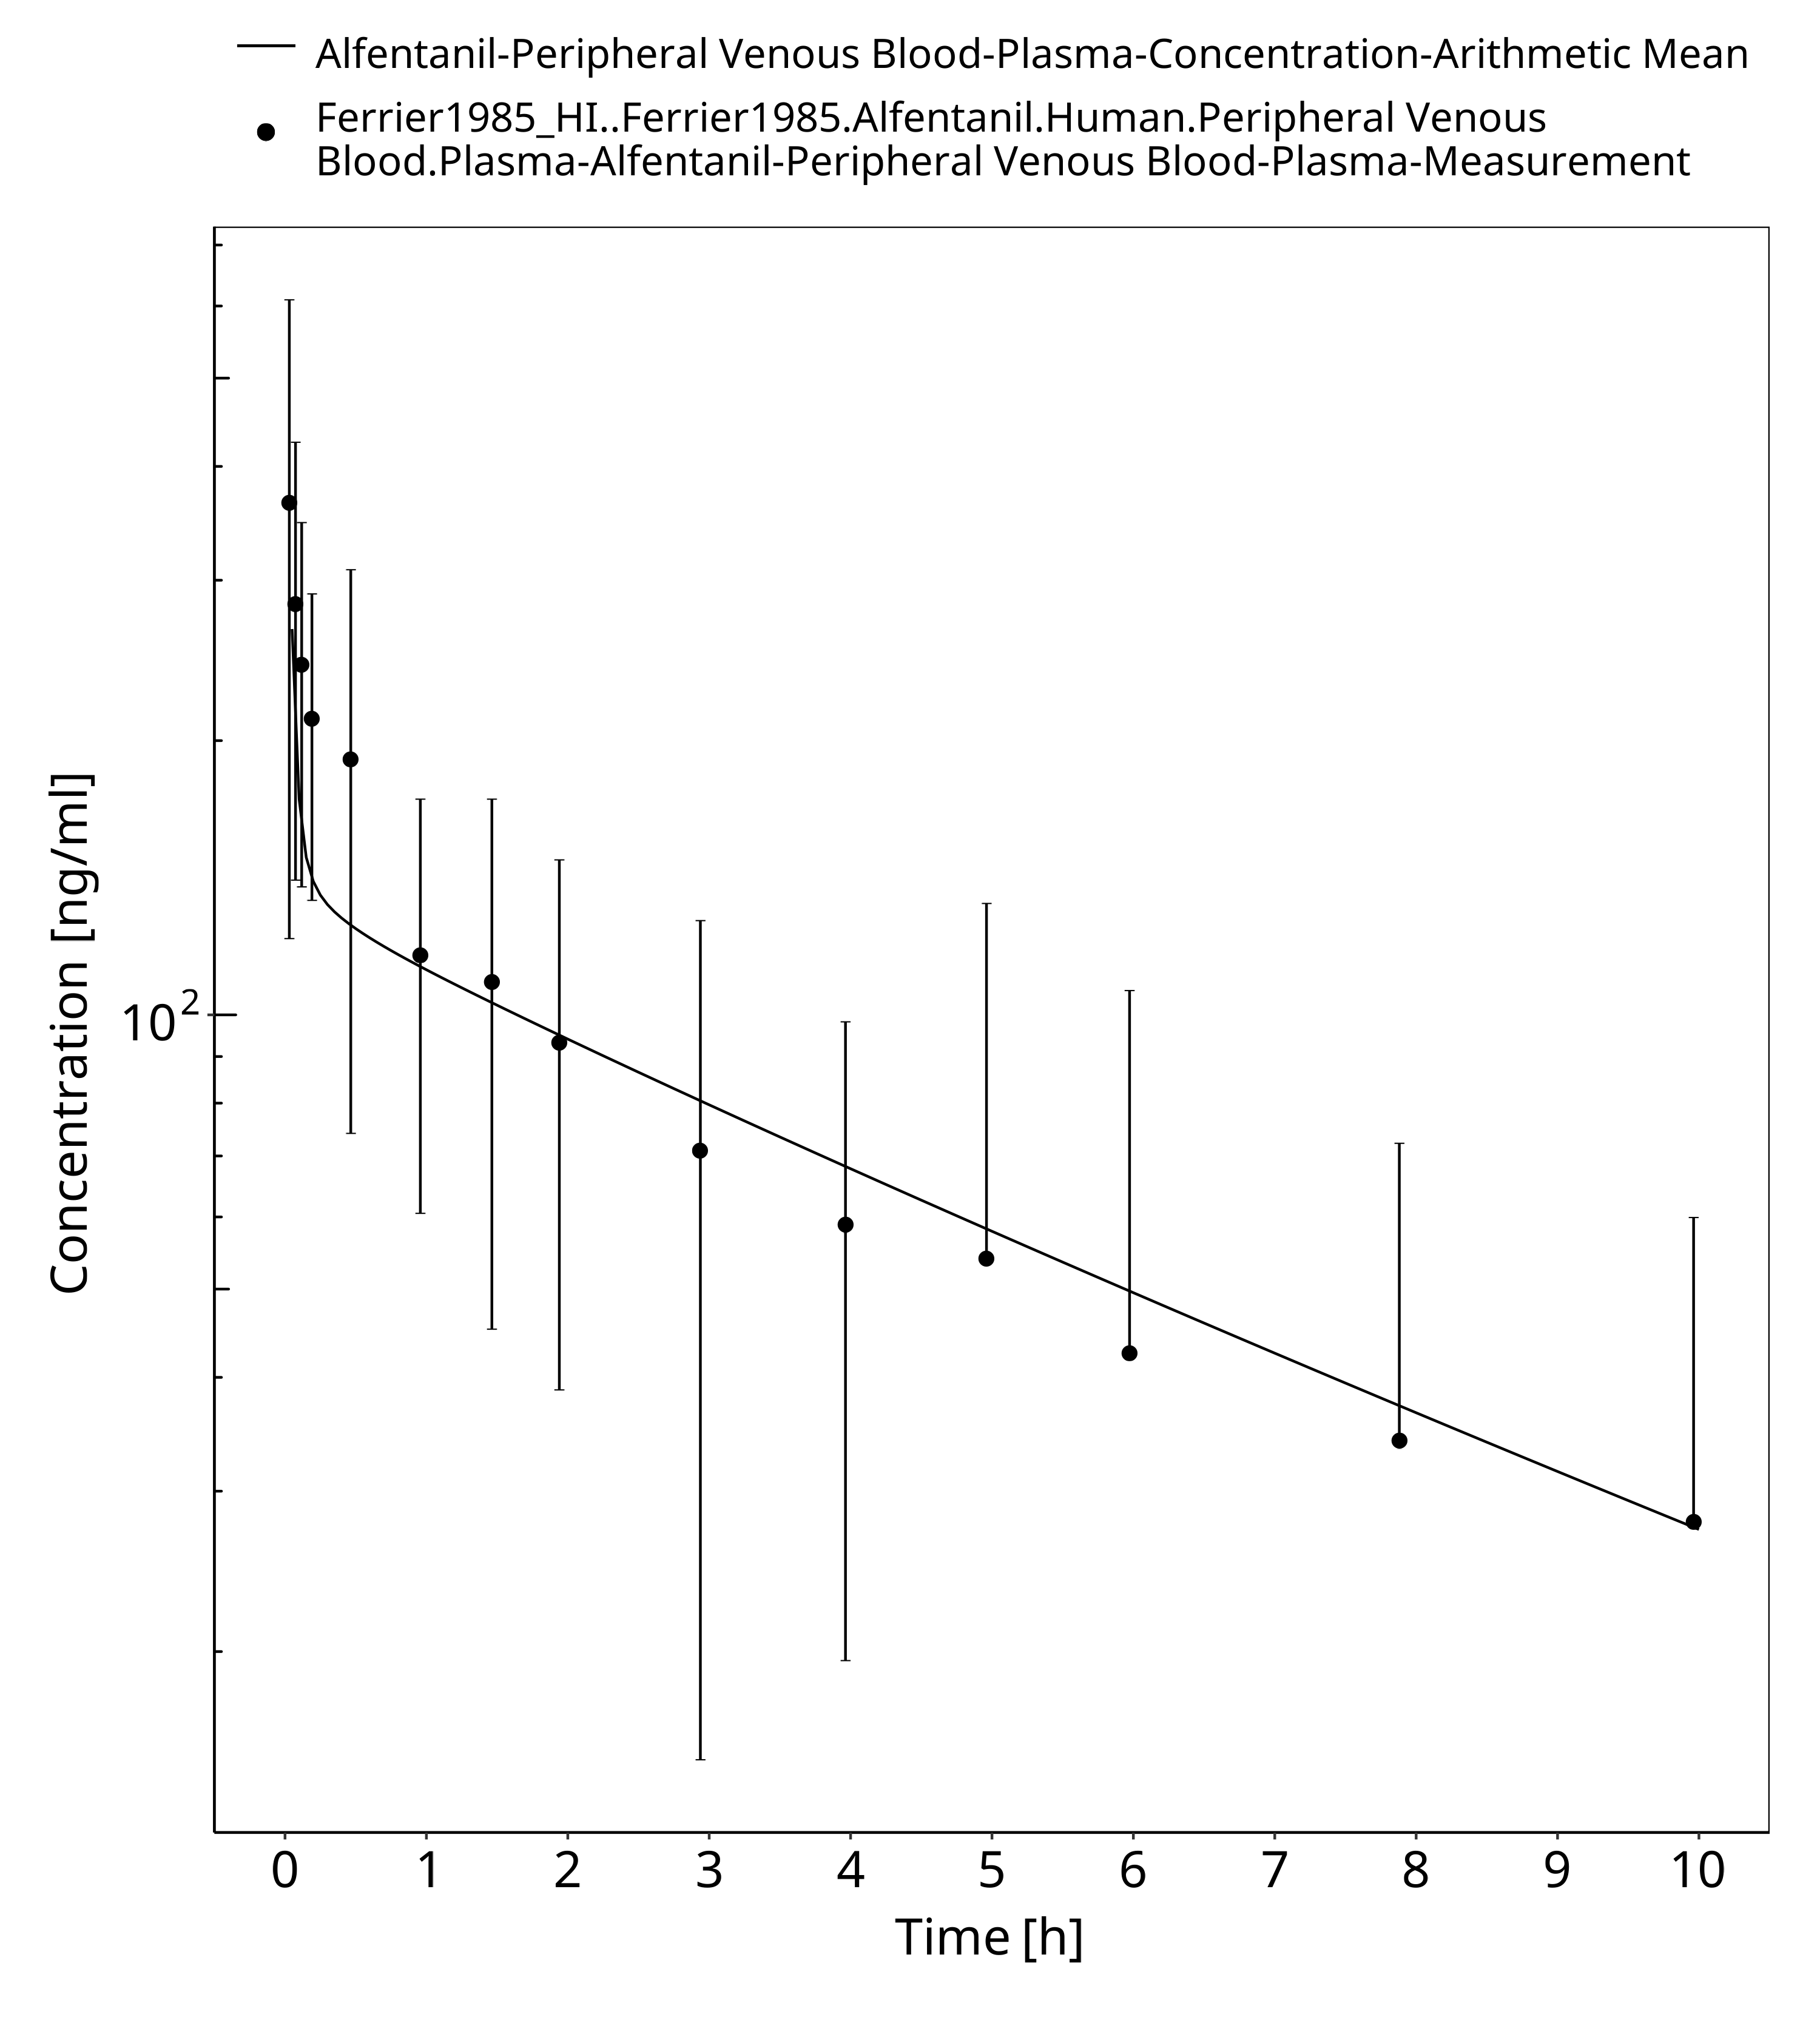 Alfentanil-Peripheral Venous Blood-Plasma-Concentration-Arithmetic Mean
Ferrier1985_HI..Ferrier1985.Alfentanil.Human.Peripheral Venous
Blood.Plasma-Alfentanil-Peripheral Venous Blood-Plasma-Measurement
Concentration [ng/ml]
10²
0 1 2 3 4 5 6 7 8 9 10
Time [h]